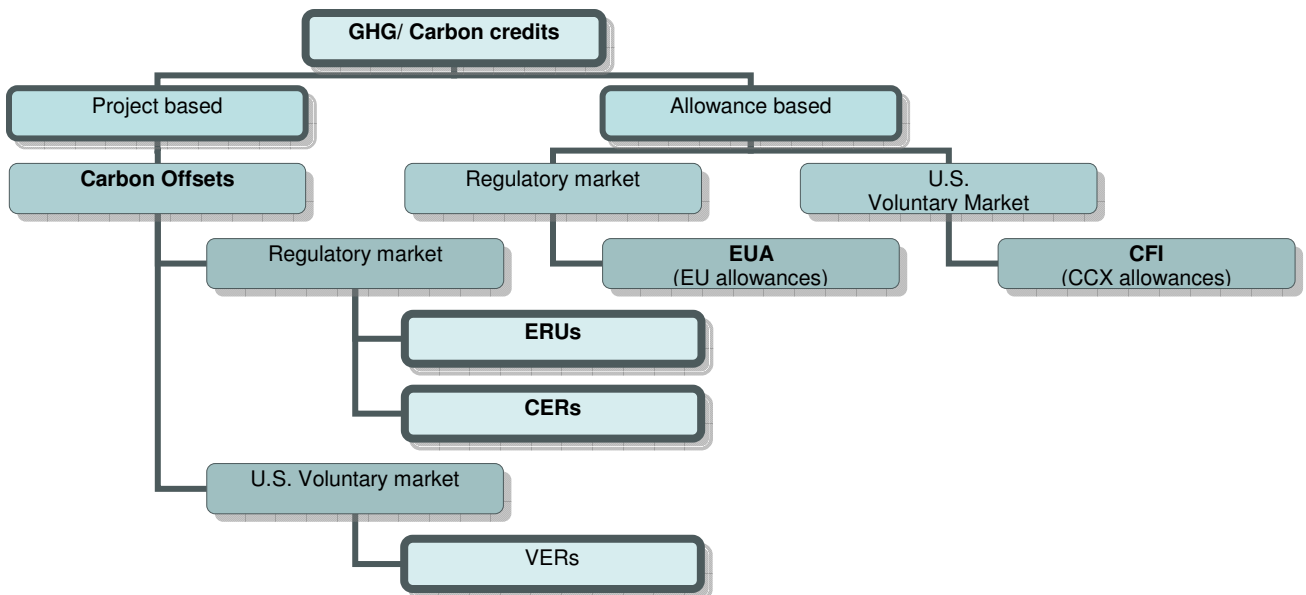 GHG/ Carbon credits
Project based
Allowance based
Carbon Offsets
Regulatory market
U.S.
Voluntary Market
Regulatory market
EUA
(EU allowances)
CFI
(CCX allowances)
ERUs
CERs
U.S. Voluntary market
VERs